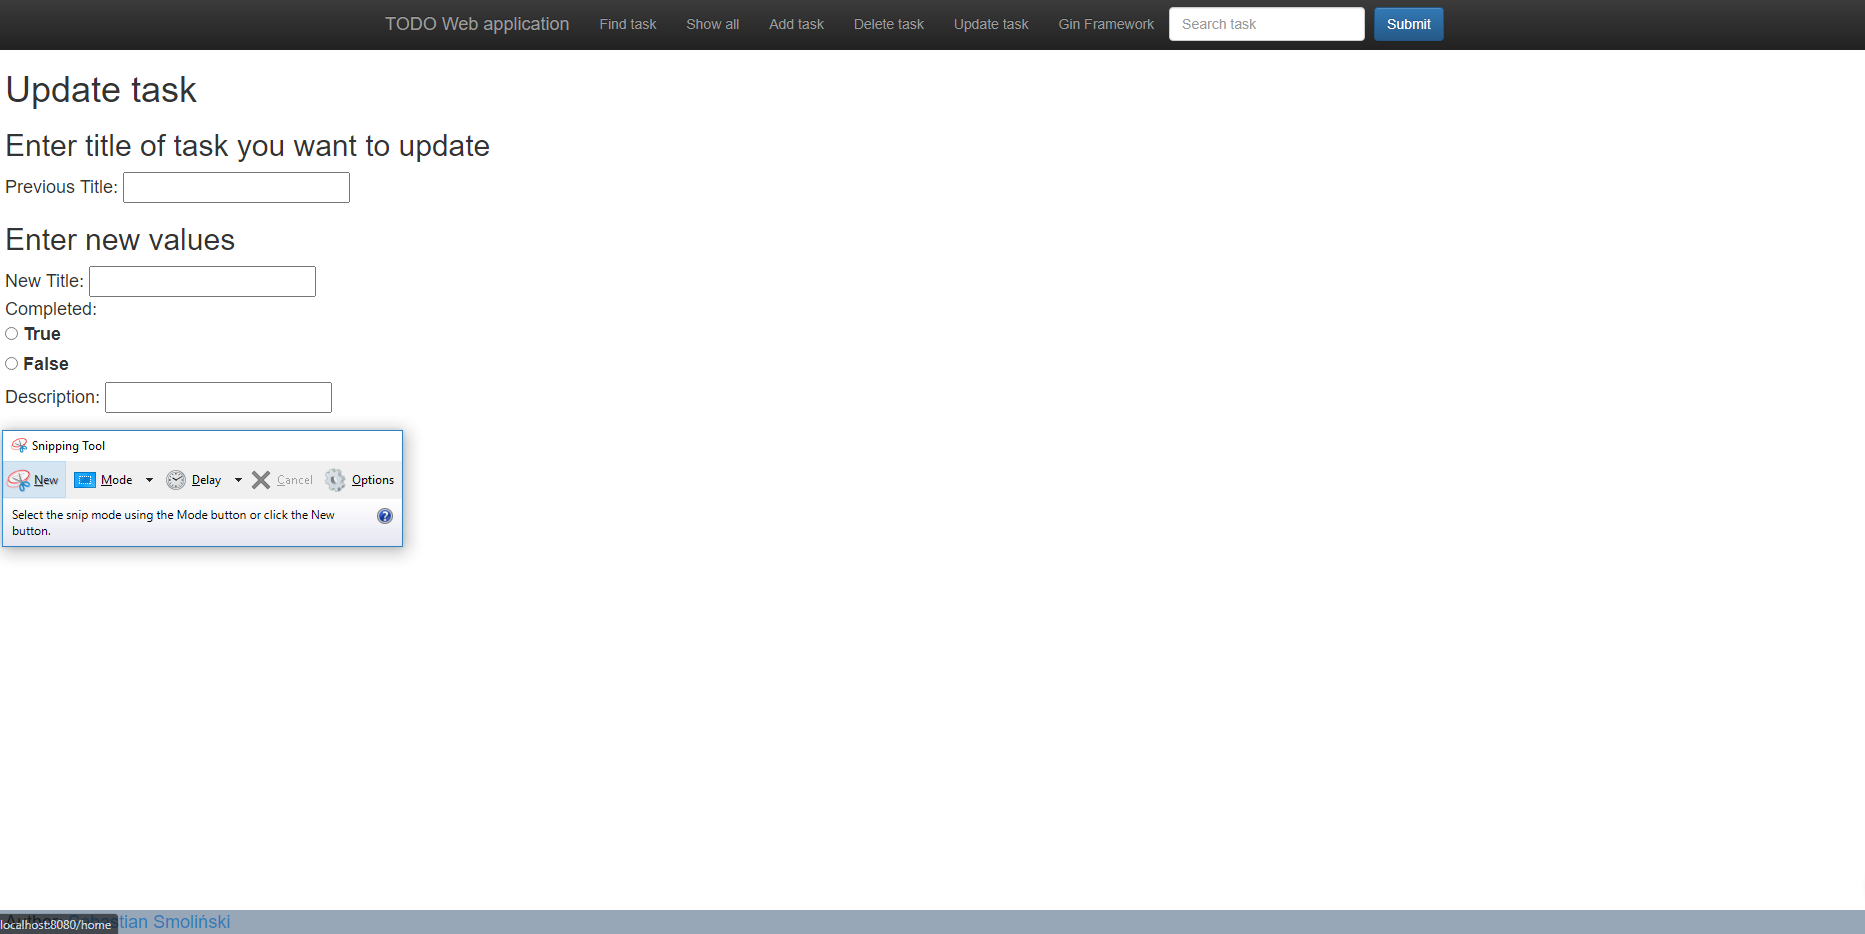 TODO Web application Find task Show all Add task Delete task Update task Gin Framework Search task Submit
Update task
Enter title of task you want to update
Previous Title:
Enter new values
New Title:
Completed:
True
False
Description:
Snipping Tool
New Mode Delay Cancel Options
Select the snip mode using the Mode button or click the New
button.
Smoliński
localhost:8080/home